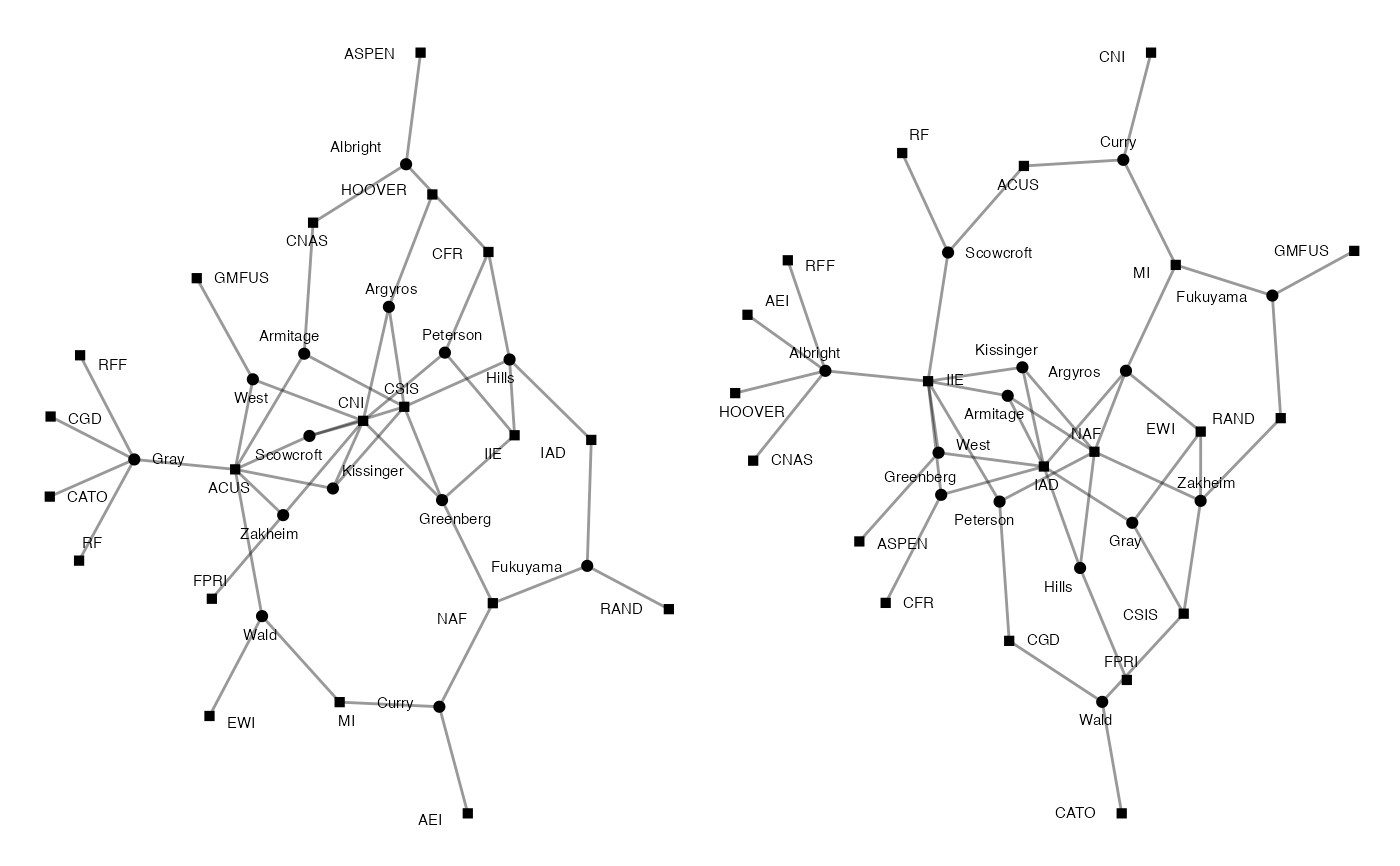 ASPEN
Albright
HOOVER
CNAS
CFR
GMFUS
Argyros
Armitage
Peterson
RFF
West
CSIS
Hills
CNI
CGD
Scowcroft
IIE
IAD
Gray
Kissinger
ACUS
CATO
Greenberg
Zakheim
RF
FPRI
Fukuyama
RAND
NAF
Wald
Curry
EWI
MI
AEI
CNI
RF
Curry
ACUS
Scowcroft
GMFUS
RFF
MI
AEI
Fukuyama
Albright
Kissinger
Argyros
IIE
HOOVER
Armitage
RAND
EWI
NAF
West
CNAS
Greenberg
IAD
Zakheim
Peterson
Gray
ASPEN
Hills
CFR
CSIS
CGD
FPRI
Wald
CATO